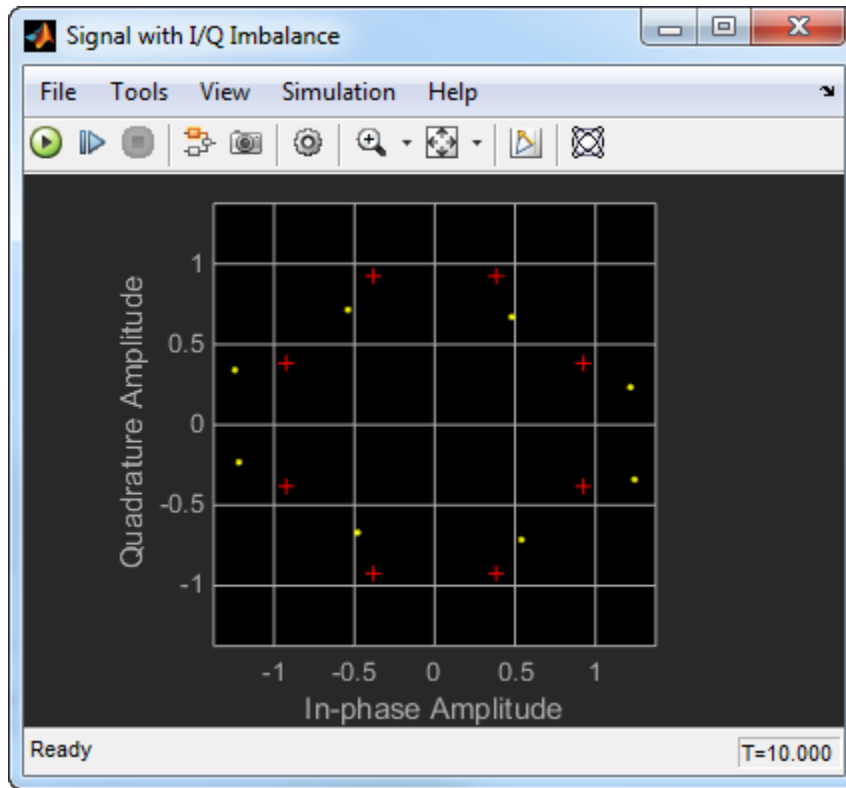 Signal with I/Q Imbalance
File Tools View Simulation Help
Quadrature Amplitude
1
0.5
0
-0.5
-1
-1 -0.5 0 0.5 1
In-phase Amplitude
Ready T=10.000